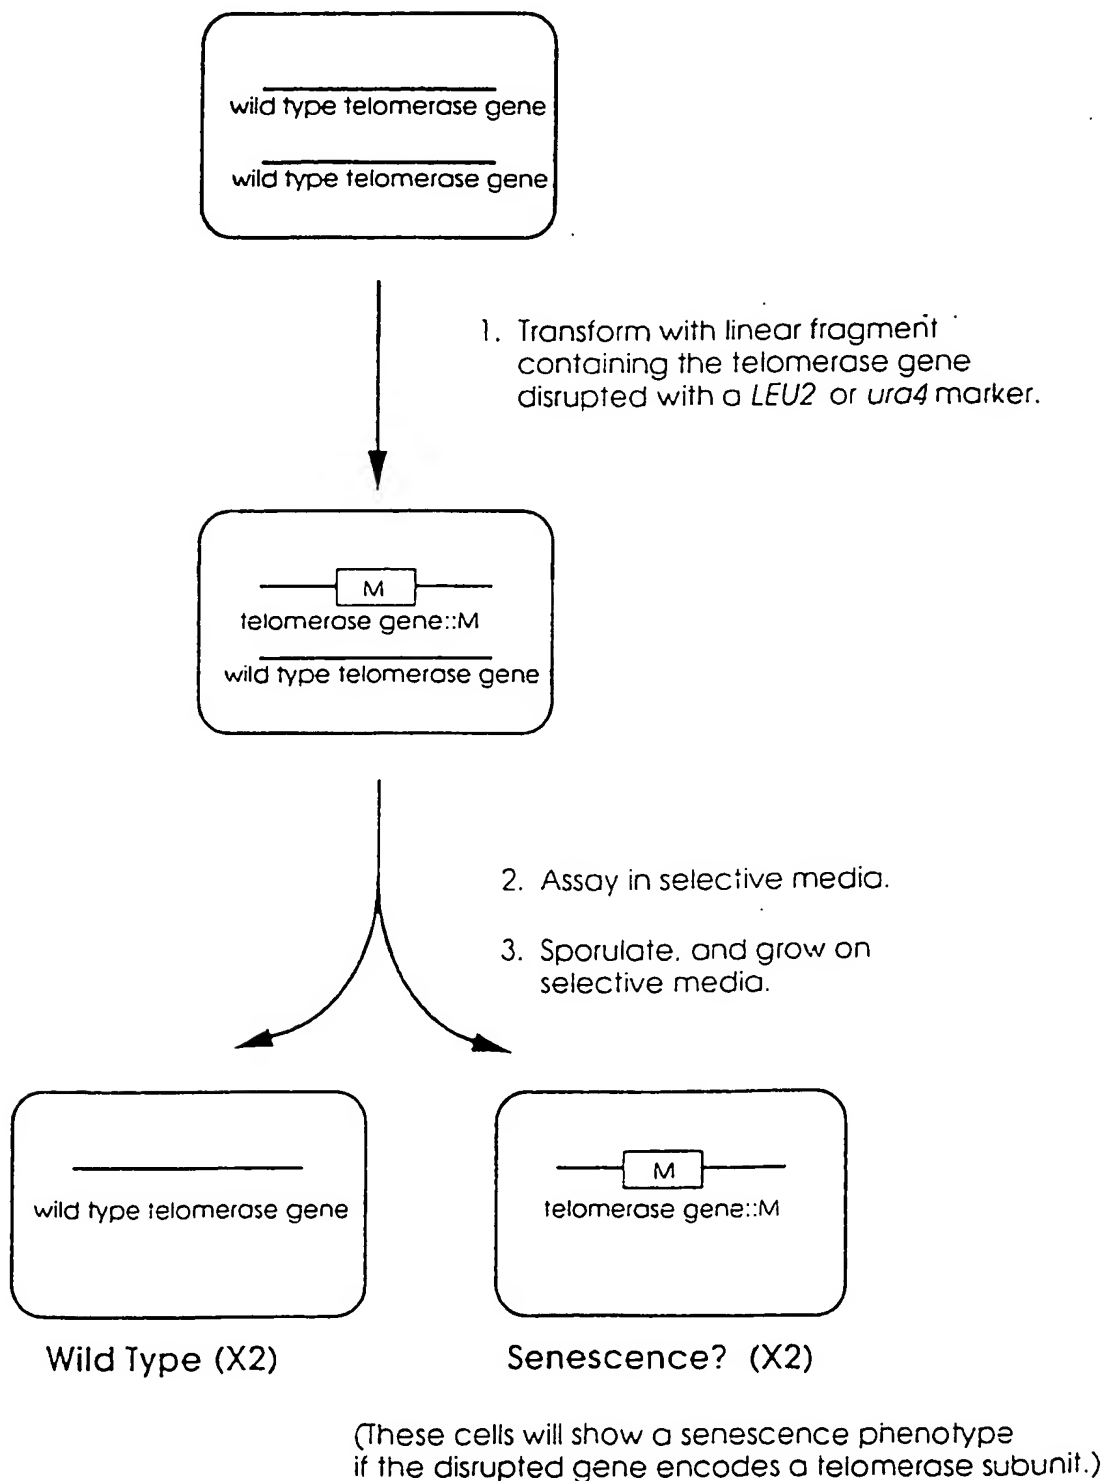 wild type telomerase gene
wild type telomerase gene
1. Transform with linear fragment
containing the telomerase gene
disrupted with a LEU2 or ura4 marker.
M
telomerase gene::M
wild type telomerase gene
2. Assay in selective media.
3. Sporulate, and grow on
selective media.
wild type telomerase gene
M
telomerase gene::M
Wild Type (X2)
Senescence? (X2)
(These cells will show a senescence phenotype
if the disrupted gene encodes a telomerase subunit.)